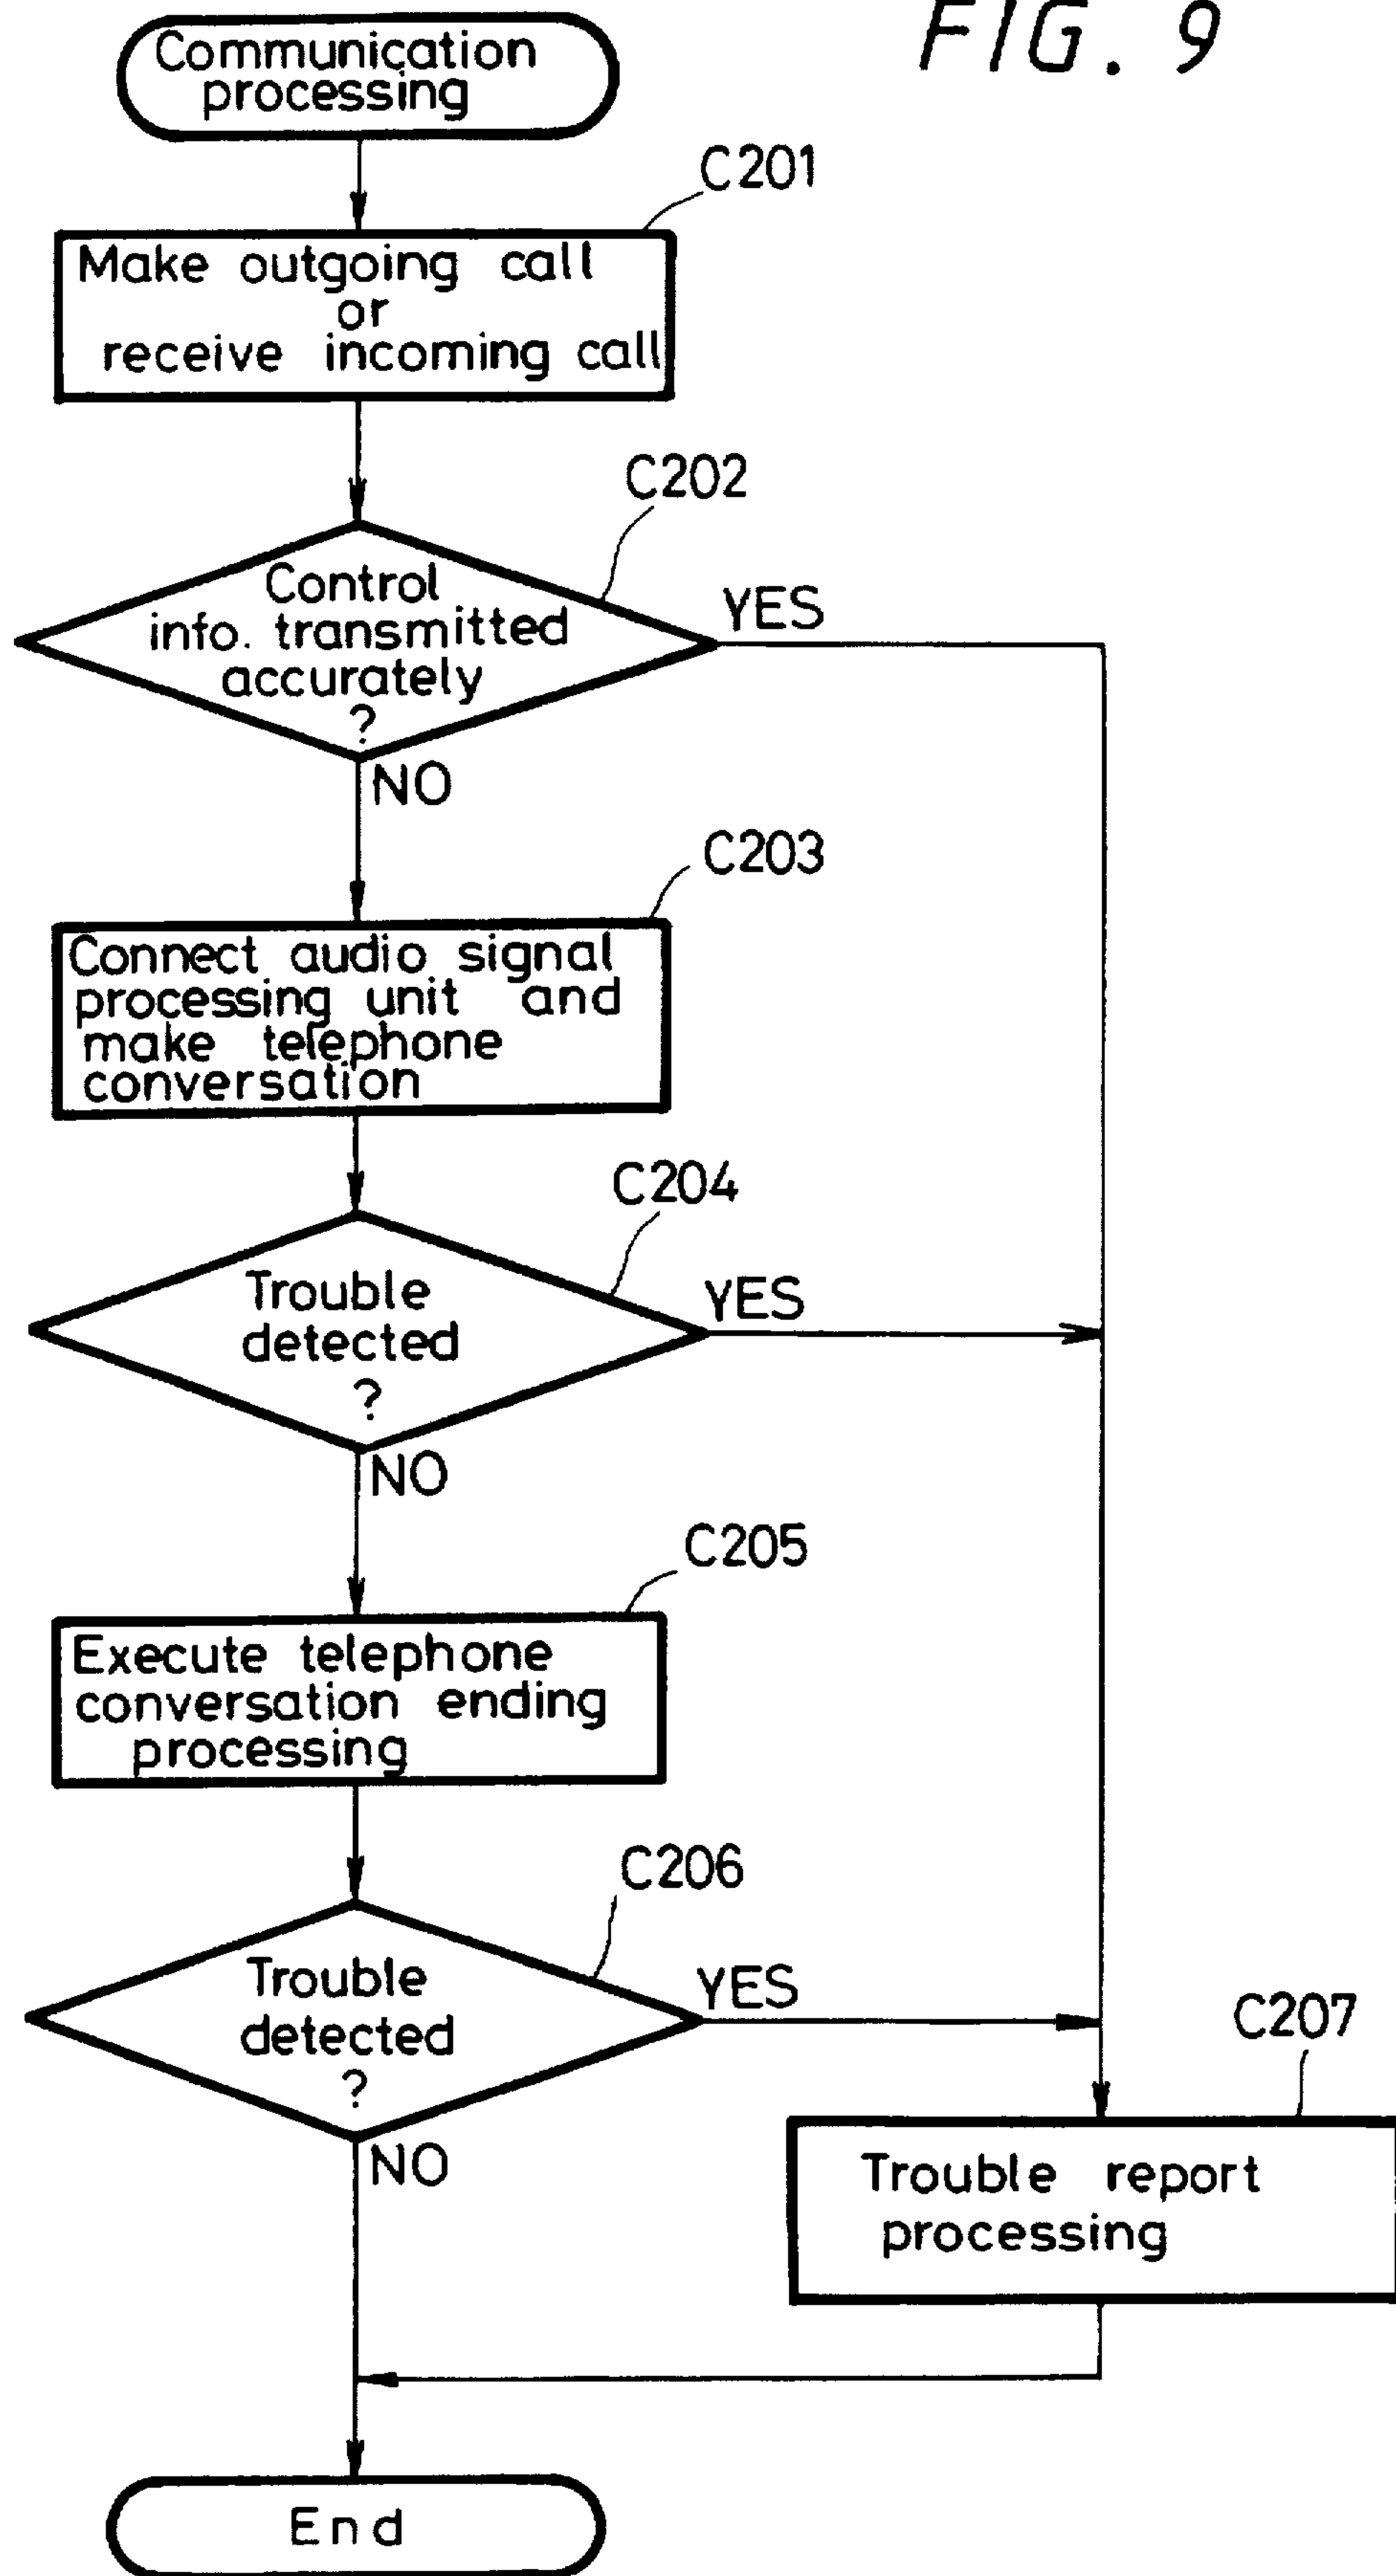 FIG. 9
Communication
processing
C201
Make outgoing call
or
receive incoming call
C202
Control
info. transmitted
accurately
?
YES
NO
C203
Connect audio signal
processing unit and
make telephone
conversation
C204
Trouble
detected
?
YES
NO
C205
Execute telephone
conversation ending
processing
C206
Trouble
detected
?
YES
NO
C207
Trouble report
processing
End